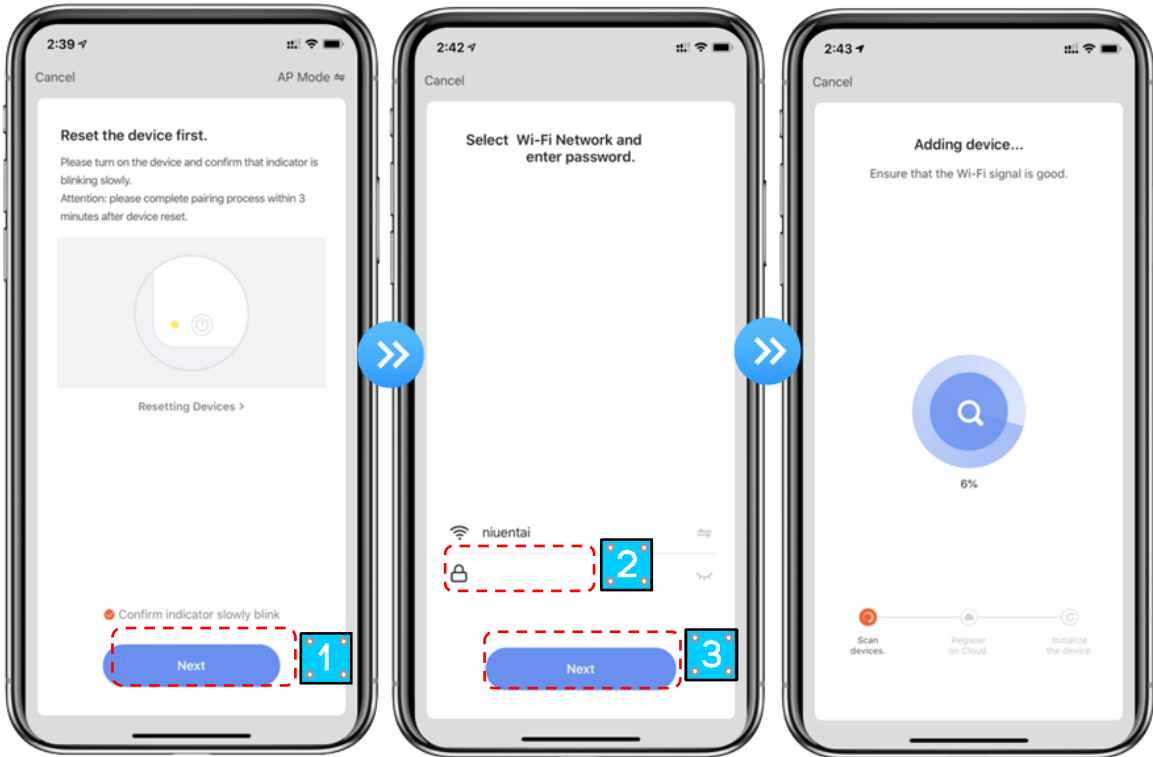 2:39
Cancel
AP Mode
Reset the device first.
Please turn on the device and confirm that indicator is
blinking slowly.
Attention: please complete pairing process within 3
minutes after device reset.
Resetting Devices >
Confirm indicator slowly blink
Next
1
2:42
Cancel
Select Wi-Fi Network and
enter password.
niuentai
2
Next
3
2:43
Cancel
Adding device...
Ensure that the Wi-Fi signal is good.
6%
Scan
devices.
Register
on Cloud.
Initialize
the device.